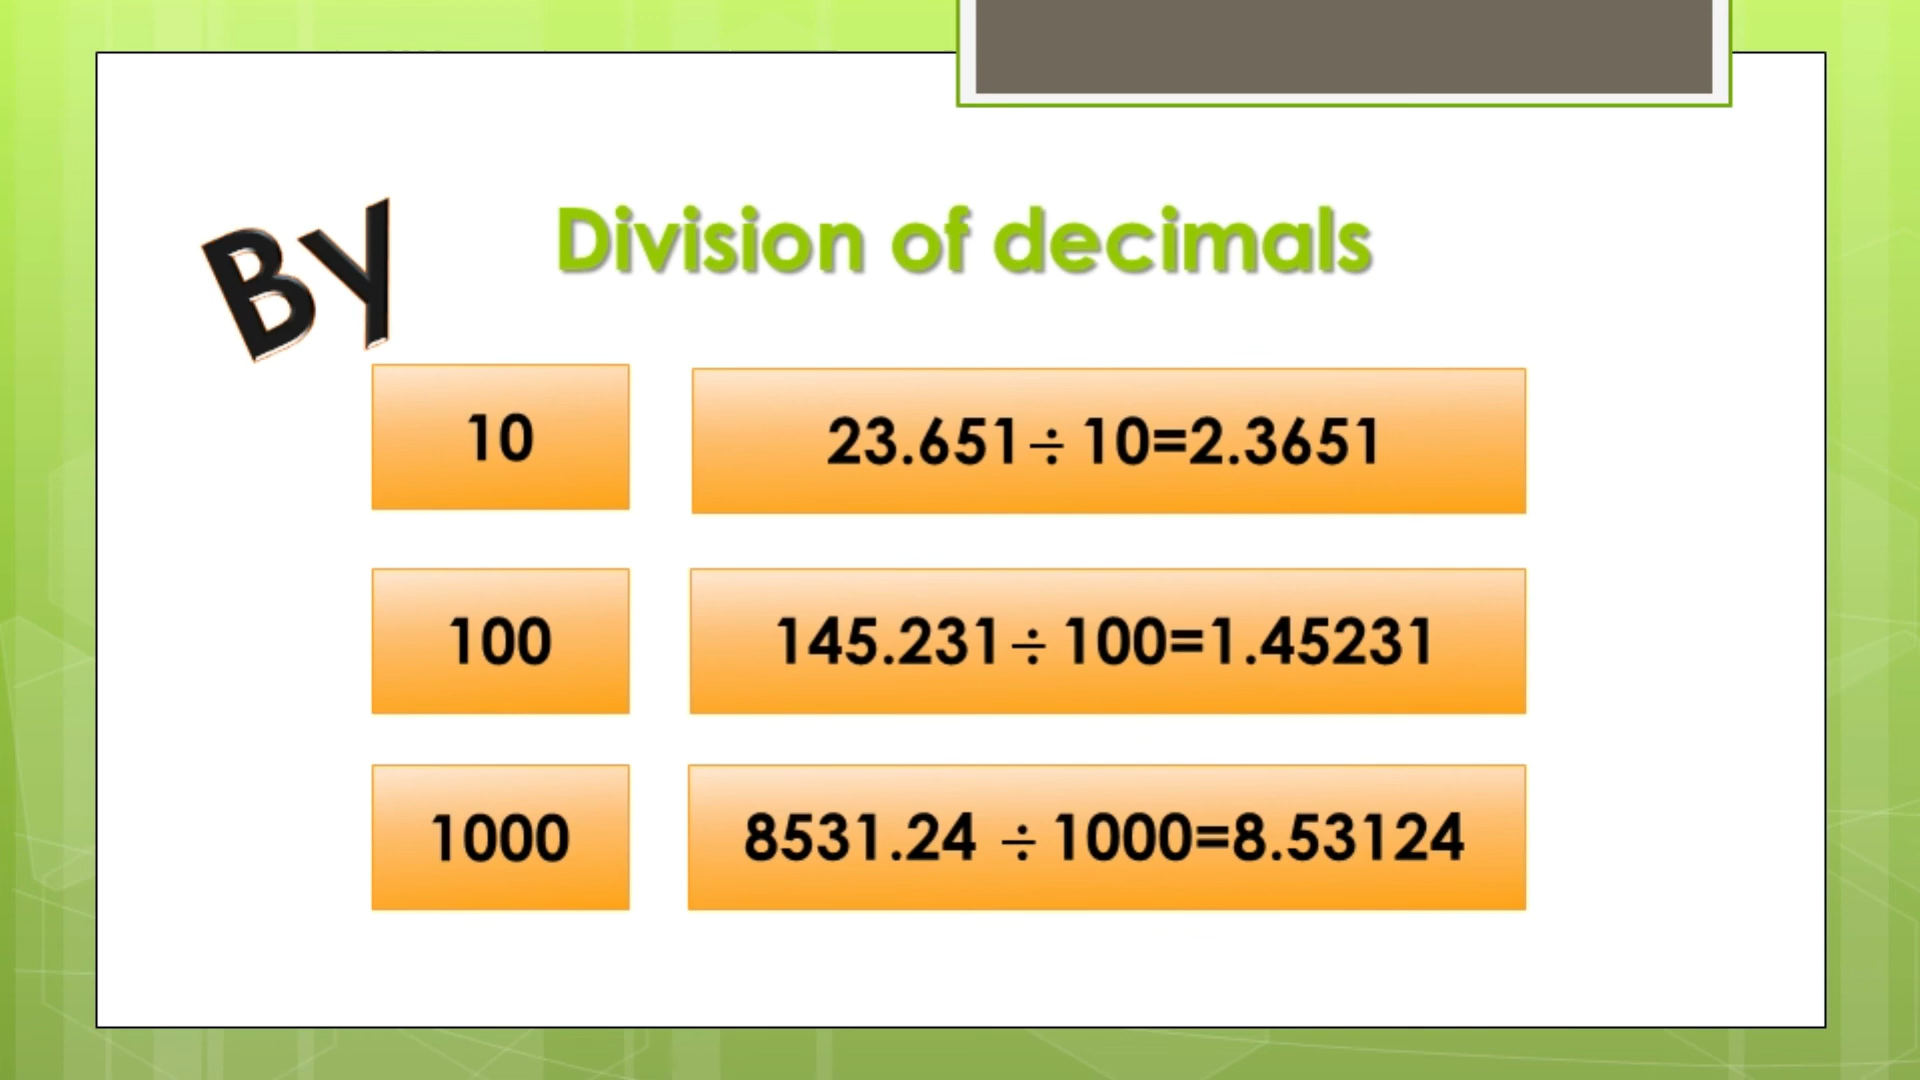 BY
Division of decimals
10
23.651÷ 10=2.3651
100
145.231÷ 100=1.45231
1000
8531.24 ÷ 1000=8.53124